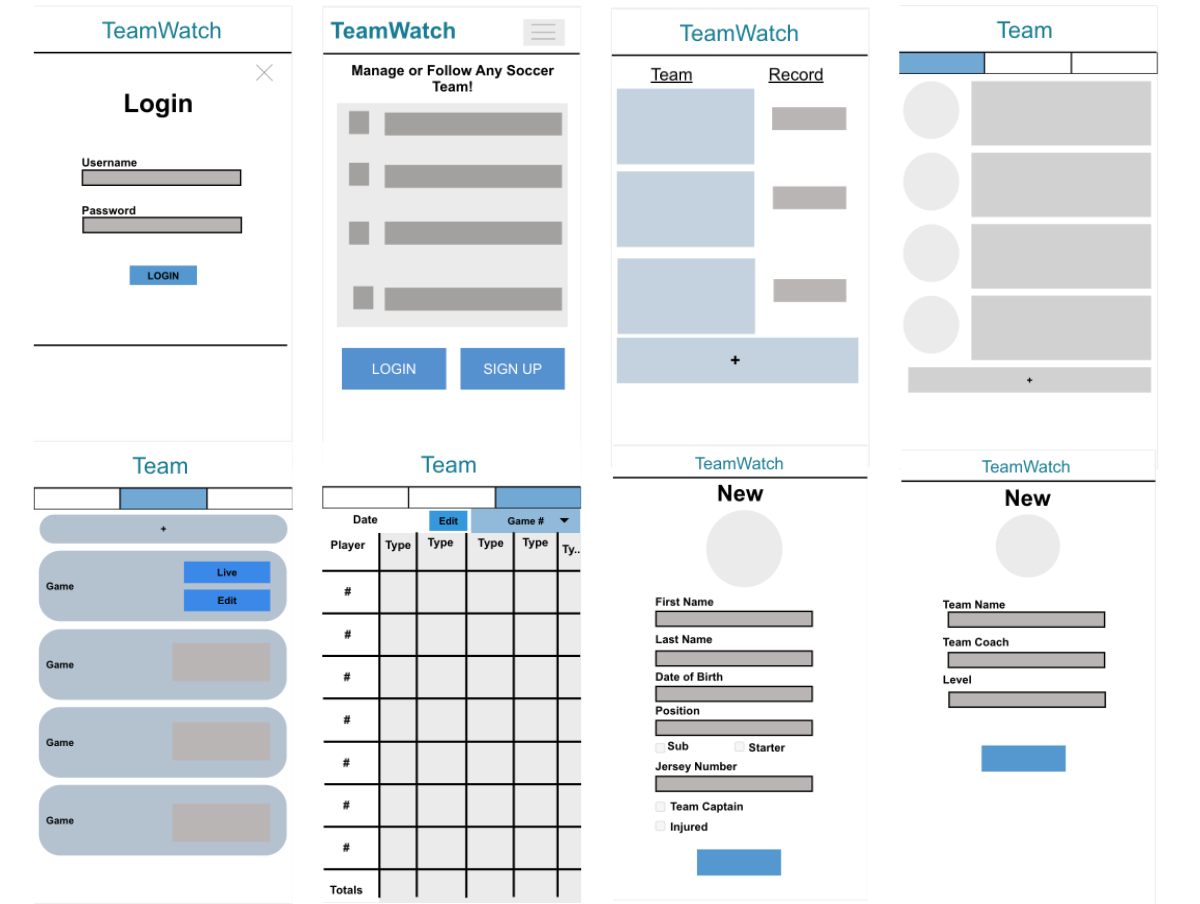 TeamWatch
Login
Username
Password
LOGIN
TeamWatch
Manage or Follow Any Soccer
Team!
LOGIN
SIGN UP
TeamWatch
Team Record
+
Team
+
Team
+
Game
Live
Edit
Game
Game
Game
Team
Date Edit Game #
Player Type Type Type Type Ty..
#
#
#
#
#
#
#
Totals
TeamWatch
New
First Name
Last Name
Date of Birth
Position
Sub Starter
Jersey Number
Team Captain
Injured
TeamWatch
New
Team Name
Team Coach
Level